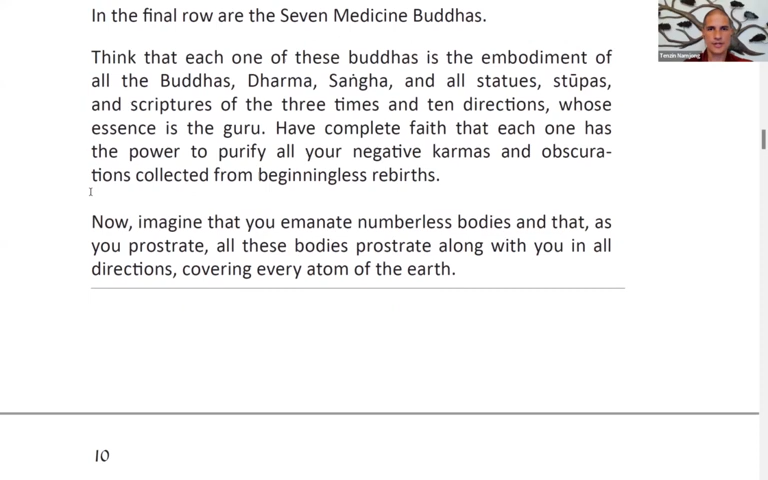 In the final row are the Seven Medicine Buddhas.
Think that each one of these buddhas is the embodiment of
all the Buddhas, Dharma, Saṅgha, and all statues, stūpas,
and scriptures of the three times and ten directions, whose
essence is the guru. Have complete faith that each one has
the power to purify all your negative karmas and obscura-
tions collected from beginningless rebirths.
Now, imagine that you emanate numberless bodies and that, as
you prostrate, all these bodies prostrate along with you in all
directions, covering every atom of the earth.
10
Tenzin Namjong